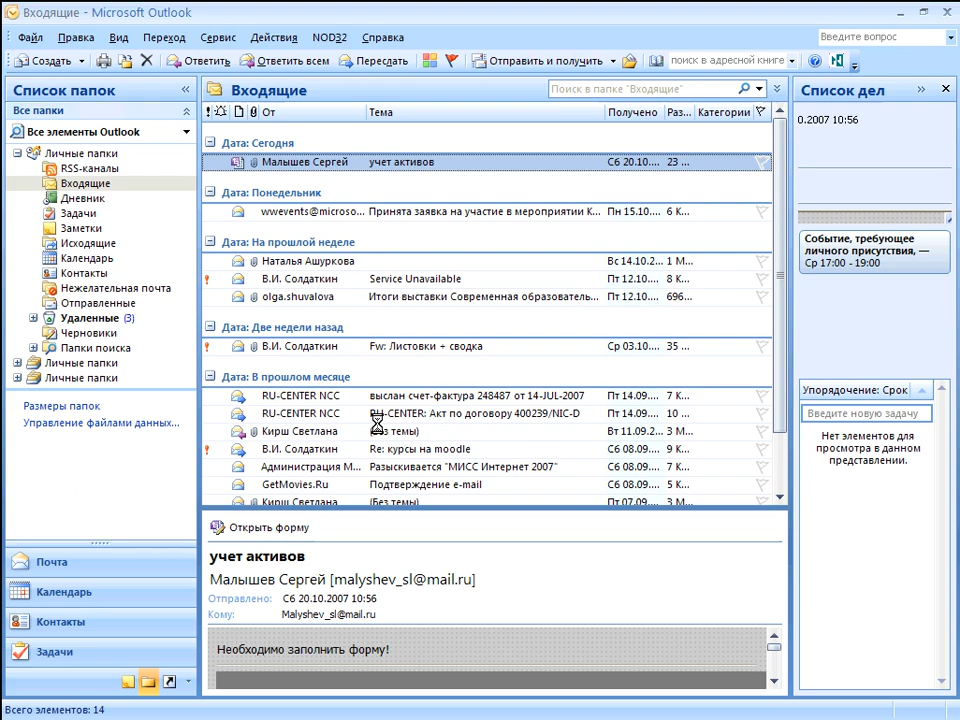 Входящие - Microsoft Outlook
Файл Правка Вид Переход Сервис Действия NOD32 Справка
Введите вопрос
Создать Ответить Ответить всем Переслать Отправить и получить поиск в адресной книге
Список папок «
Все папки
Все элементы Outlook
Личные папки
RSS-каналы
Входящие
Дневник
Задачи
Заметки
Исходящие
Календарь
Контакты
Нежелательная почта
Отправленные
Удаленные (3)
Черновики
Папки поиска
Личные папки
Личные папки
Размеры папок
Управление файлами данных...
Почта
Календарь
Контакты
Задачи
Входящие
Поиск в папке "Входящие"
От Тема Получено Раз... Категории
Дата: Сегодня
Малышев Сергей учет активов Сб 20.10.... 23 ...
Дата: Понедельник
wwevents@microso... Принята заявка на участие в мероприятии К... Пн 15.10.... 6 К...
Дата: На прошлой неделе
Наталья Ашуркова Вс 14.10.2... 1 М...
В.И. Солдаткин Service Unavailable Пт 12.10.... 8 К...
olga.shuvalova Итоги выставки Современная образователь... Пт 12.10.... 696...
Дата: Две недели назад
В.И. Солдаткин Fw: Листовки + сводка Ср 03.10.... 35 ...
Дата: В прошлом месяце
RU-CENTER NCC выслан счет-фактура 248487 от 14-JUL-2007 Пт 14.09.... 7 К...
RU-CENTER NCC RU-CENTER: Акт по договору 400239/NIC-D Пт 14.09.... 10 ...
Кирш Светлана (Без темы) Вт 11.09.2... 3 М...
В.И. Солдаткин Re: курсы на moodle Сб 08.09.... 9 К...
Администрация М... Разыскивается "МИСС Интернет 2007" Сб 08.09.... 7 К...
GetMovies.Ru Подтверждение e-mail Сб 08.09.... 5 К...
Кирш Светлана (Без темы) Пт 07.09.... 3 М...
Открыть форму
учет активов
Малышев Сергей [malyshev_sl@mail.ru]
Отправлено: Сб 20.10.2007 10:56
Кому: Malyshev_sl@mail.ru
Необходимо заполнить форму!
Список дел »
0.2007 10:56
Событие, требующее
личного присутствия, —
Ср 17:00 - 19:00
Упорядочение: Срок
Введите новую задачу
Нет элементов для
просмотра в данном
представлении.
Всего элементов: 14